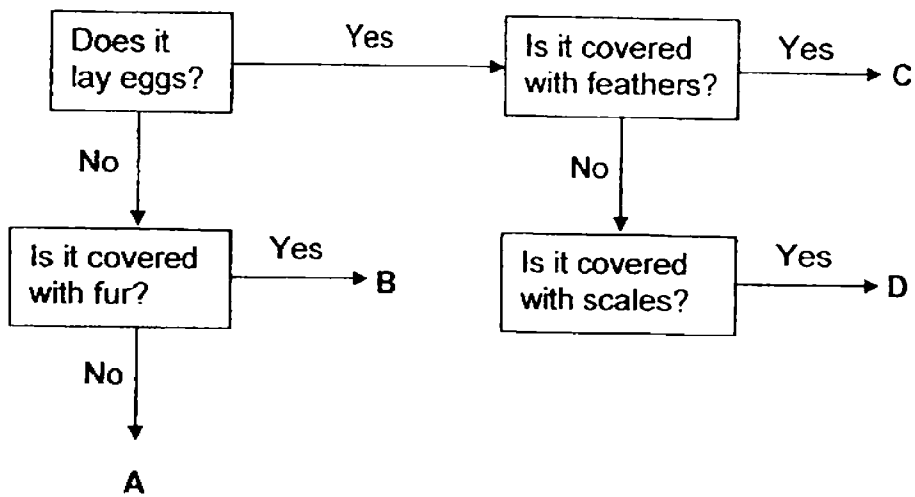 Does it
lay eggs?
Yes
Is it covered
with feathers?
Yes
C
No
No
Is it covered
with fur?
Yes
B
Is it covered
with scales?
Yes
D
No
A